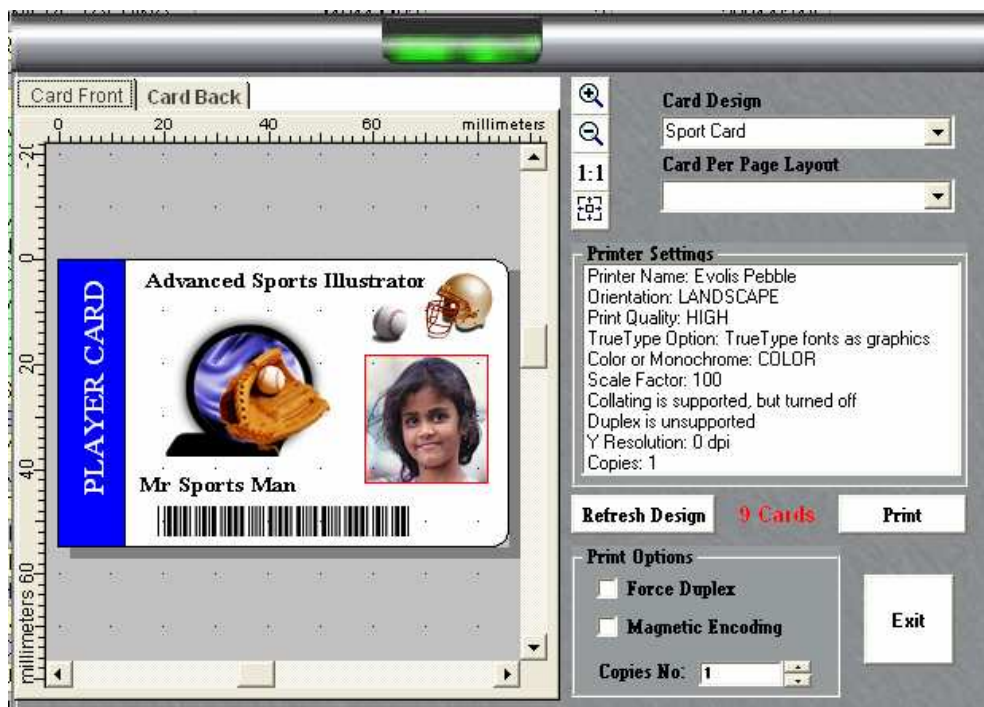 Card Front
Card Back
0 20 40 60 millimeters
0
20
40
millimeters 60
PLAYER CARD
Advanced Sports Illustrator
Mr Sports Man
1:1
Card Design
Sport Card
Card Per Page Layout
Printer Settings
Printer Name: Evolis Pebble
Orientation: LANDSCAPE
Print Quality: HIGH
TrueType Option: TrueType fonts as graphics
Color or Monochrome: COLOR
Scale Factor: 100
Collating is supported, but turned off
Duplex is unsupported
Y Resolution: 0 dpi
Copies: 1
Refresh Design
9 Cards
Print
Print Options
Force Duplex
Magnetic Encoding
Copies No: 1
Exit